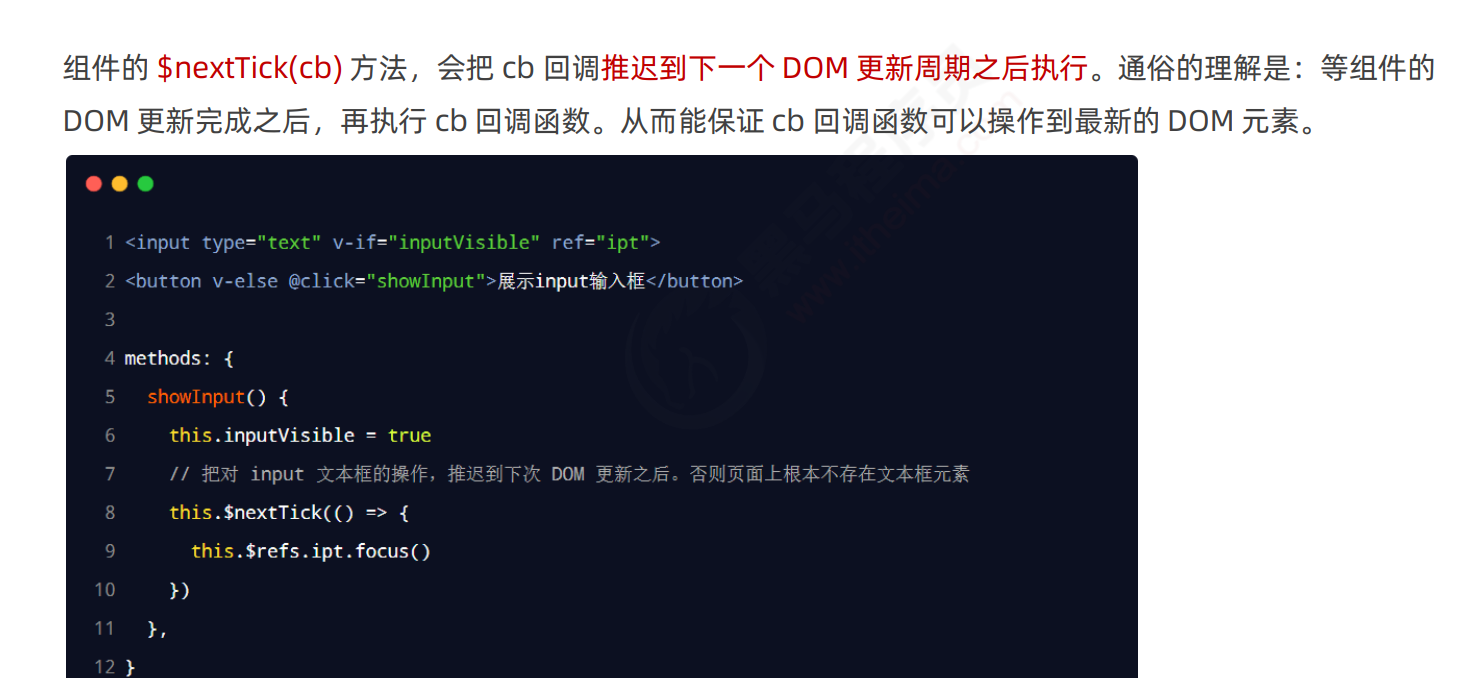 组件的 $nextTick(cb) 方法，会把 cb 回调推迟到下一个 DOM 更新周期之后执行。通俗的理解是：等组件的
DOM 更新完成之后，再执行 cb 回调函数。从而能保证 cb 回调函数可以操作到最新的 DOM 元素。
1 <input type="text" v-if="inputVisible" ref="ipt">
2 <button v-else @click="showInput">展示input输入框</button>
3
4 methods: {
5 showInput() {
6 this.inputVisible = true
7 // 把对 input 文本框的操作，推迟到下次 DOM 更新之后。否则页面上根本不存在文本框元素
8 this.$nextTick(() => {
9 this.$refs.ipt.focus()
10 })
11 },
12 }